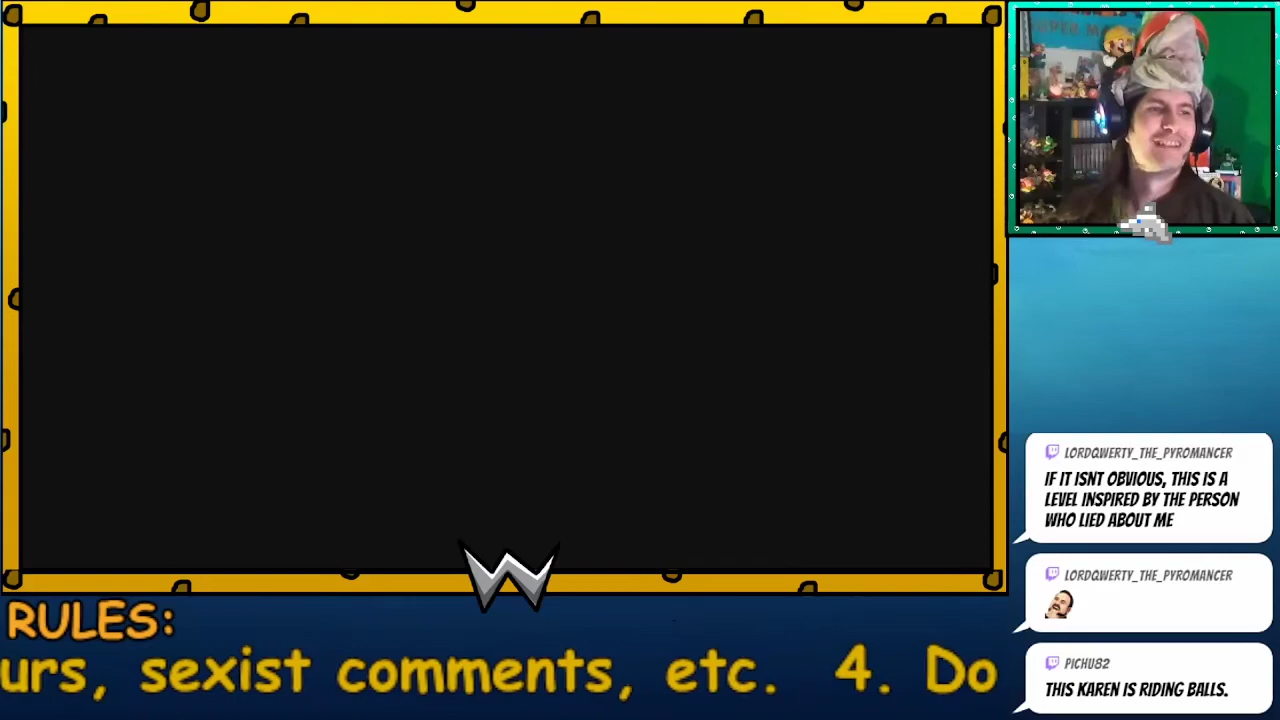 SUPER M
LORDQWERTY_THE_PYROMANCER
IF IT ISNT OBVIOUS, THIS IS A
LEVEL INSPIRED BY THE PERSON
WHO LIED ABOUT ME
LORDQWERTY_THE_PYROMANCER
PICHU82
THIS KAREN IS RIDING BALLS.
W
RULES:
urs, sexist comments, etc. 4. Do